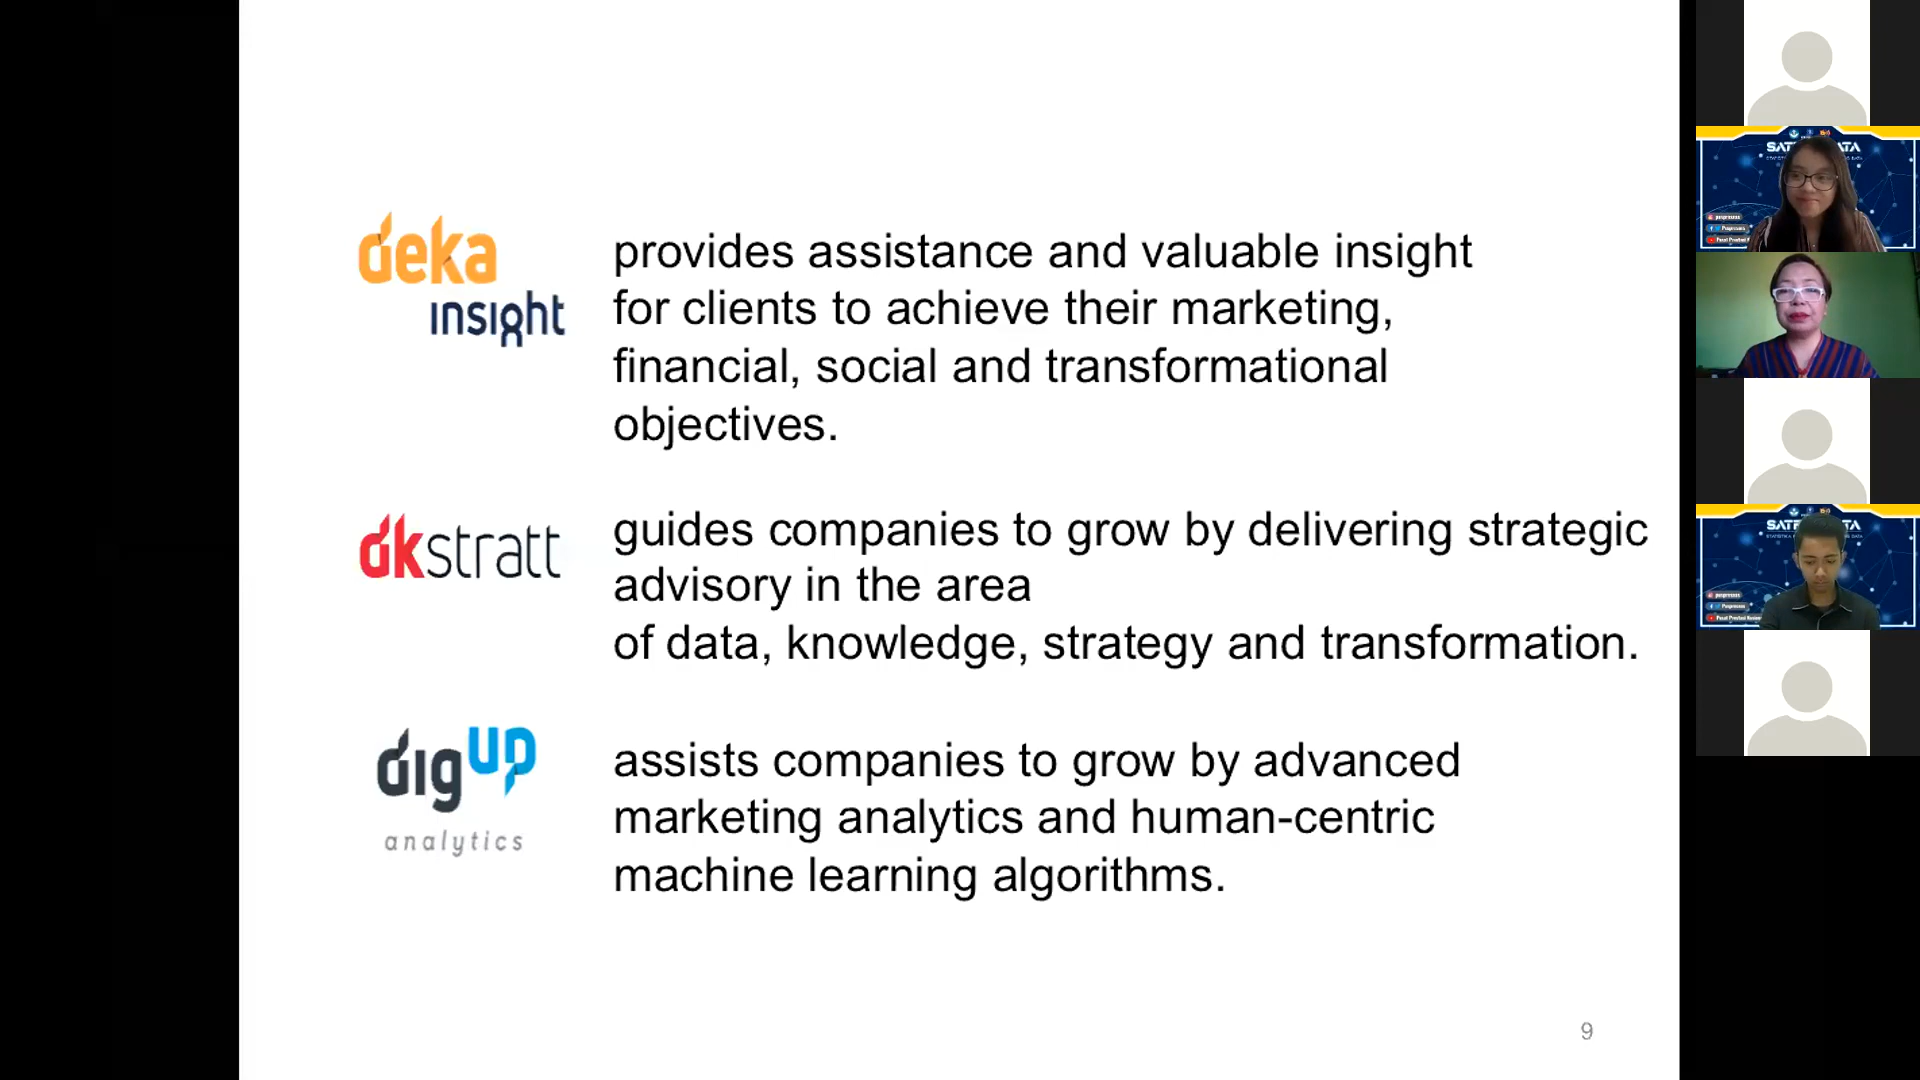 deka
insight
provides assistance and valuable insight
for clients to achieve their marketing,
financial, social and transformational
objectives.
dkstratt
guides companies to grow by delivering strategic
advisory in the area
of data, knowledge, strategy and transformation.
digup
analytics
assists companies to grow by advanced
marketing analytics and human-centric
machine learning algorithms.
9